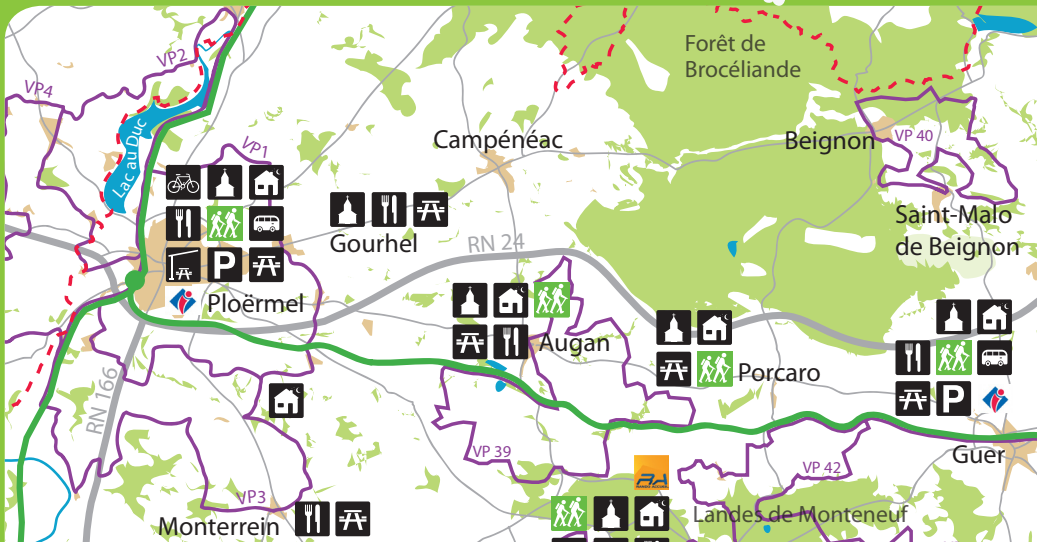 Forêt de
Brocéliande
VP2
VP4
Lac au Duc
VP1
Campénéac
Beignon
VP 40
Saint-Malo
de Beignon
Gourhel
RN 24
P
Ploërmel
Augan
Porcaro
P
RN 166
VP 39
VP 42
Guer
VP3
Monterrein
Landes de Monteneuf